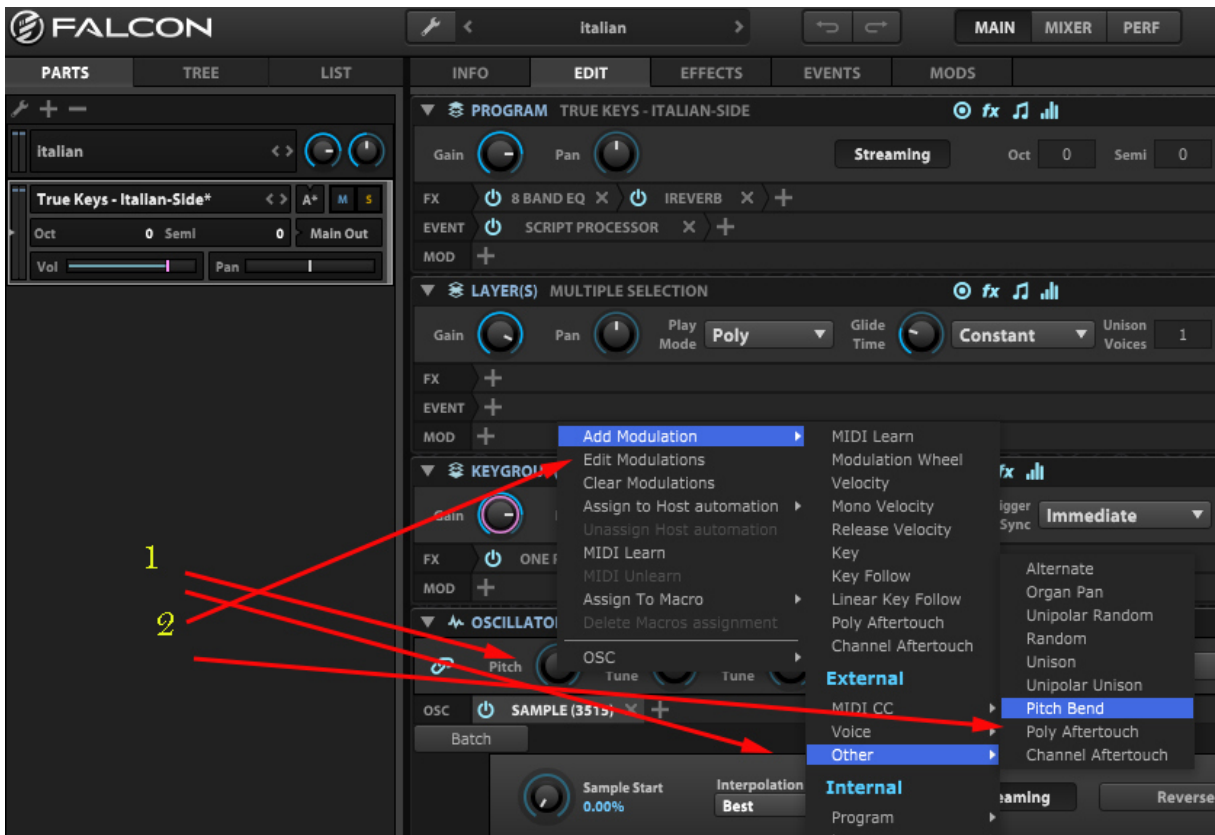 FALCON
italian
MAIN MIXER PERF
PARTS TREE LIST
INFO EDIT EFFECTS EVENTS MODS
PROGRAM TRUE KEYS - ITALIAN-SIDE
fx
italian
Gain Pan Streaming Oct 0 Semi 0
True Keys - Itallan-Side* A+ M S
FX 8 BAND EQ IREVERB
Oct 0 Semi 0 Main Out
EVENT SCRIPT PROCESSOR
Vol Pan
MOD
LAYER(S) MULTIPLE SELECTION
fx
Gain Pan Play Mode Poly Glide Time Constant Unison Voices 1
FX
EVENT
MOD
Add Modulation
Edit Modulations
Clear Modulations
Assign to Host automation
Unassign Host automation
MIDI Learn
MIDI Unlearn
Assign To Macro
Delete Macros assignment
OSC
MIDI Learn
Modulation Wheel
Velocity
Mono Velocity
Release Velocity
Key
Key Follow
Linear Key Follow
Poly Aftertouch
Channel Aftertouch
External
MIDI CC
Voice
Other
Internal
Program
Alternate
Organ Pan
Unipolar Random
Random
Unison
Unipolar Unison
Pitch Bend
Poly Aftertouch
Channel Aftertouch
fx
Gain
Sync Immediate
FX
MOD
1
2
Pitch Tune Tune
OSC SAMPLE (3515)
Batch
Sample Start
0.00%
Interpolation
Best
Reverse